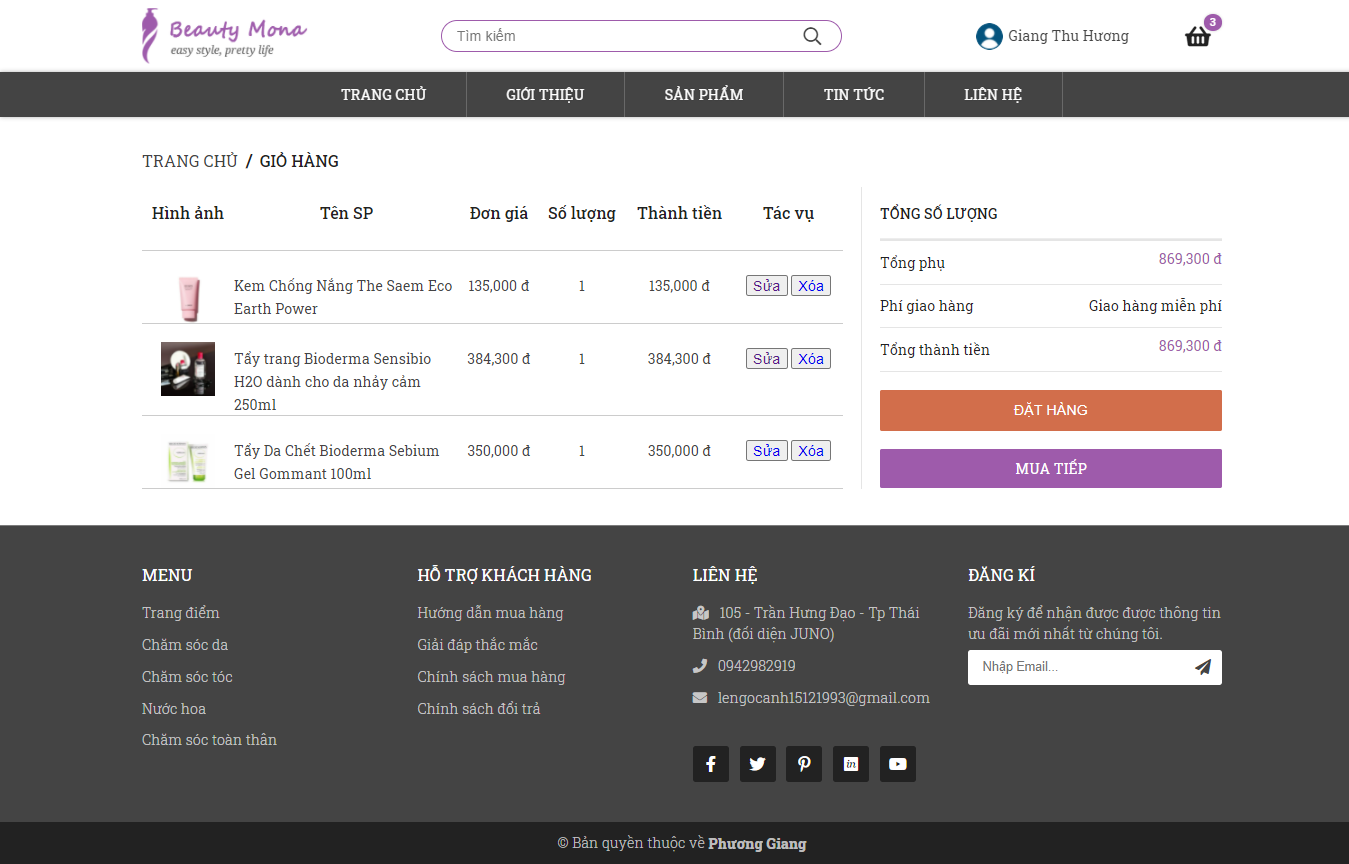 Beauty Mona
easy style, pretty life
Tìm kiếm
Giang Thu Hương
3
TRANG CHỦ
GIỚI THIỆU
SẢN PHẨM
TIN TỨC
LIÊN HỆ
TRANG CHỦ / GIỎ HÀNG
Hình ảnh Tên SP Đơn giá Số lượng Thành tiền Tác vụ
Kem Chống Nắng The Saem Eco 135,000 đ 1 135,000 đ Sửa Xóa
Earth Power
Tẩy trang Bioderma Sensibio 384,300 đ 1 384,300 đ Sửa Xóa
H2O dành cho da nhảy cảm
250ml
Tẩy Da Chết Bioderma Sebium 350,000 đ 1 350,000 đ Sửa Xóa
Gel Gommant 100ml
TỔNG SỐ LƯỢNG
Tổng phụ 869,300 đ
Phí giao hàng Giao hàng miễn phí
Tổng thành tiền 869,300 đ
ĐẶT HÀNG
MUA TIẾP
MENU
Trang điểm
Chăm sóc da
Chăm sóc tóc
Nước hoa
Chăm sóc toàn thân
HỖ TRỢ KHÁCH HÀNG
Hướng dẫn mua hàng
Giải đáp thắc mắc
Chính sách mua hàng
Chính sách đổi trả
LIÊN HỆ
105 - Trần Hưng Đạo - Tp Thái
Bình (đối diện JUNO)
0942982919
lengocanh15121993@gmail.com
ĐĂNG KÍ
Đăng ký để nhận được được thông tin
ưu đãi mới nhất từ chúng tôi.
Nhập Email...
© Bản quyền thuộc về Phương Giang